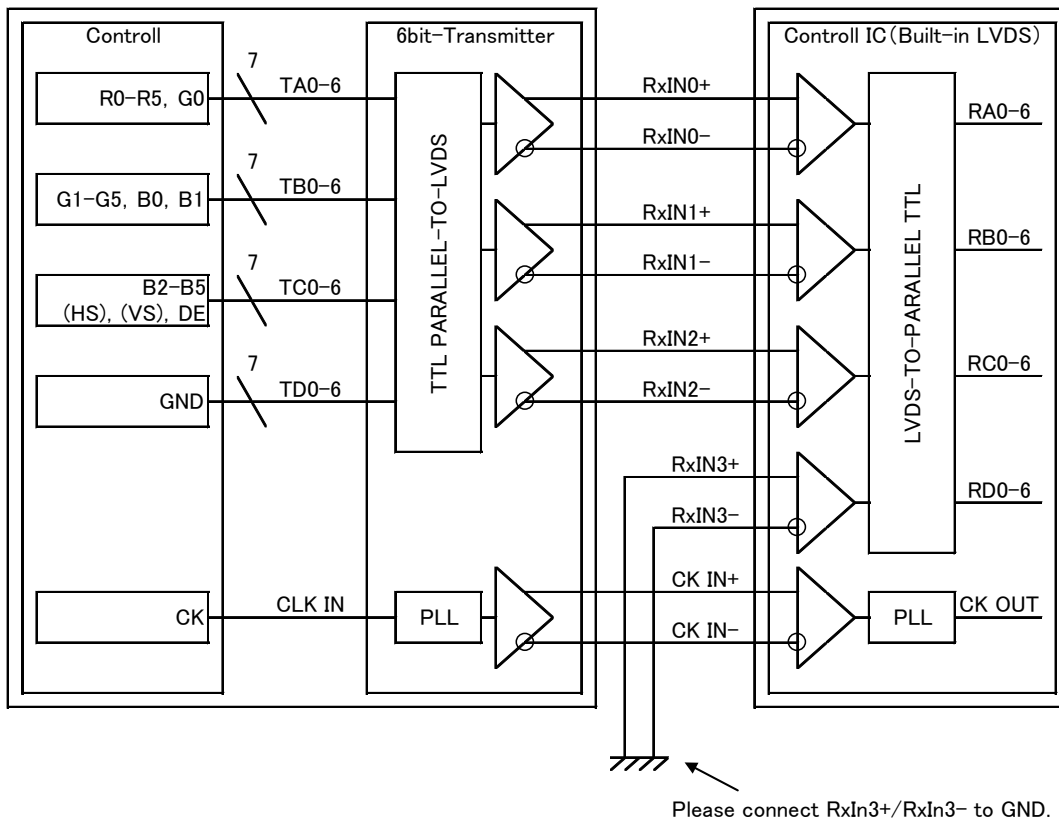 Controll
6bit-Transmitter
Controll IC(Built-in LVDS)
R0-R5, G0
7
TA0-6
RxIN0+
RxIN0-
RA0-6
G1-G5, B0, B1
7
TB0-6
RxIN1+
RxIN1-
RB0-6
B2-B5
(HS), (VS), DE
7
TC0-6
RxIN2+
RxIN2-
RC0-6
GND
7
TD0-6
TTL PARALLEL-TO-LVDS
LVDS-TO-PARALLEL TTL
RxIN3+
RxIN3-
RD0-6
CK
CLK IN
PLL
CK IN+
CK IN-
PLL
CK OUT
Please connect RxIn3+/RxIn3- to GND.